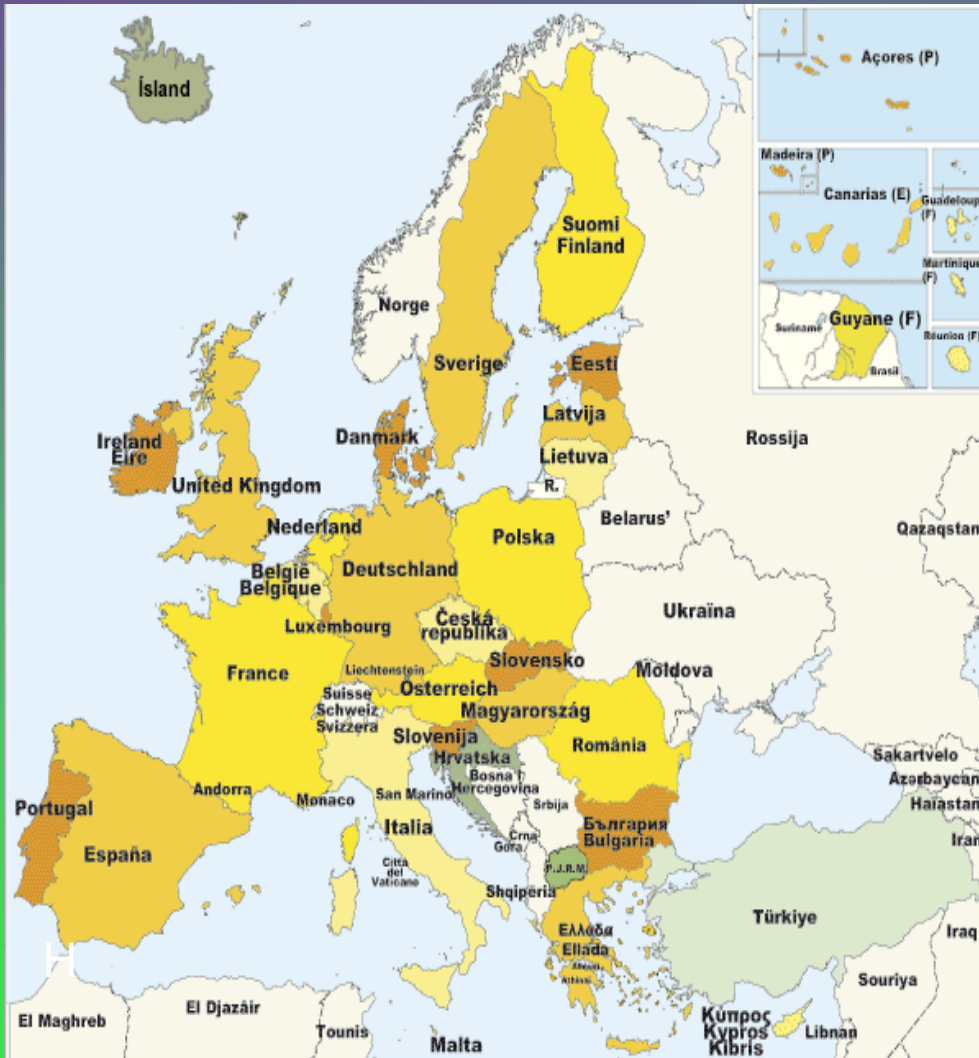 Ísland
Açores (P)
Madeira (P)
Canarias (E)
Guadeloup
(F)
Martinique
(F)
Guyane (F)
Suriname
Brasil
Réunion (F)
Suomi
Finland
Norge
Sverige
Eesti
Latvija
Lietuva
R.
Danmark
Ireland
Éire
United Kingdom
Rossija
Belarus'
Qazaqstan
Nederland
Polska
België
Belgique
Deutschland
Ukraïna
Luxembourg
Česká
republika
France
Liechtenstein
Slovensko
Moldova
Österreich
Suisse
Schweiz
Svizzera
Magyarország
Slovenija
România
Hrvatska
Sakartvelo
Bosna i
Hercegovina
Azərbaycan
Andorra
Monaco
San Marino
Srbija
Haïastan
Portugal
Italia
Crna
Gora
България
Bulgaria
Iran
España
Città
del
Vaticano
F.J.R.M.
Shqipëria
Türkiye
Ελλάδα
Ellada
Iraq
H
Souriya
El Maghreb
El Djazâir
Tounis
Malta
Κύπρος
Kypros
Kibris
Libnan